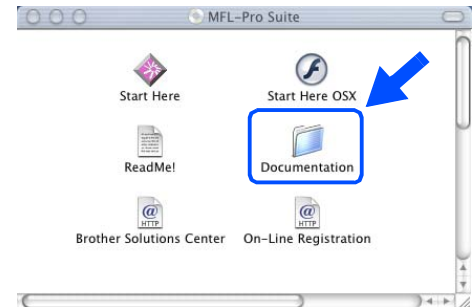 MFL-Pro Suite
Start Here
Start Here OSX
ReadMe!
Documentation
HTTP
HTTP
Brother Solutions Center
On-Line Registration